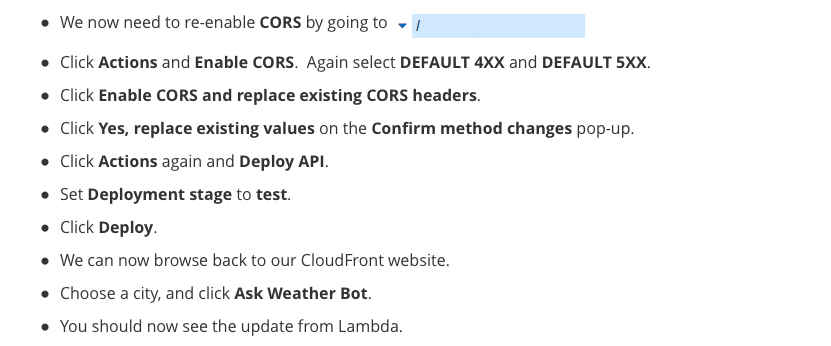 We now need to re-enable CORS by going to /
Click Actions and Enable CORS. Again select DEFAULT 4XX and DEFAULT 5XX.
Click Enable CORS and replace existing CORS headers.
Click Yes, replace existing values on the Confirm method changes pop-up.
Click Actions again and Deploy API.
Set Deployment stage to test.
Click Deploy.
We can now browse back to our CloudFront website.
Choose a city, and click Ask Weather Bot.
You should now see the update from Lambda.